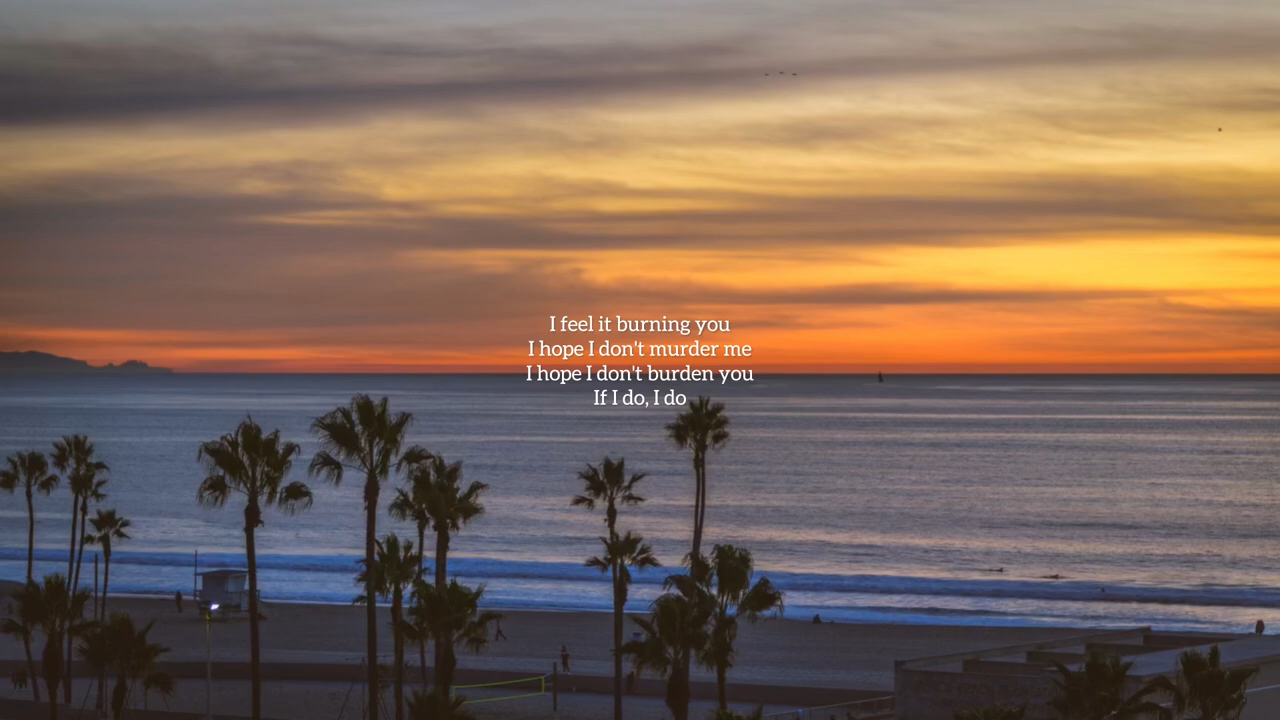 I feel it burning you
I hope I don't murder me
I hope I don't burden you
If I do, I do